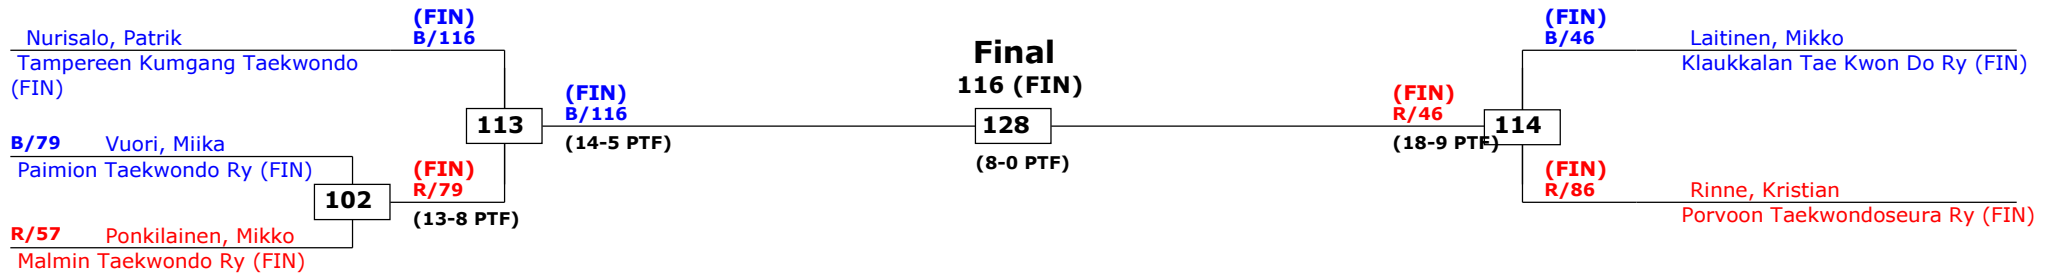 (FIN)
B/116
Nurisalo, Patrik
Tampereen Kumgang Taekwondo
(FIN)
B/79 Vuori, Miika
Paimion Taekwondo Ry (FIN)
R/57 Ponkilainen, Mikko
Malmin Taekwondo Ry (FIN)
102
(FIN)
R/79
(13-8 PTF)
113
(FIN)
B/116
(14-5 PTF)
Final
116 (FIN)
128
(8-0 PTF)
(FIN)
R/46
(18-9 PTF)
114
(FIN)
B/46
Laitinen, Mikko
Klaukkalan Tae Kwon Do Ry (FIN)
(FIN)
R/86
Rinne, Kristian
Porvoon Taekwondoseura Ry (FIN)